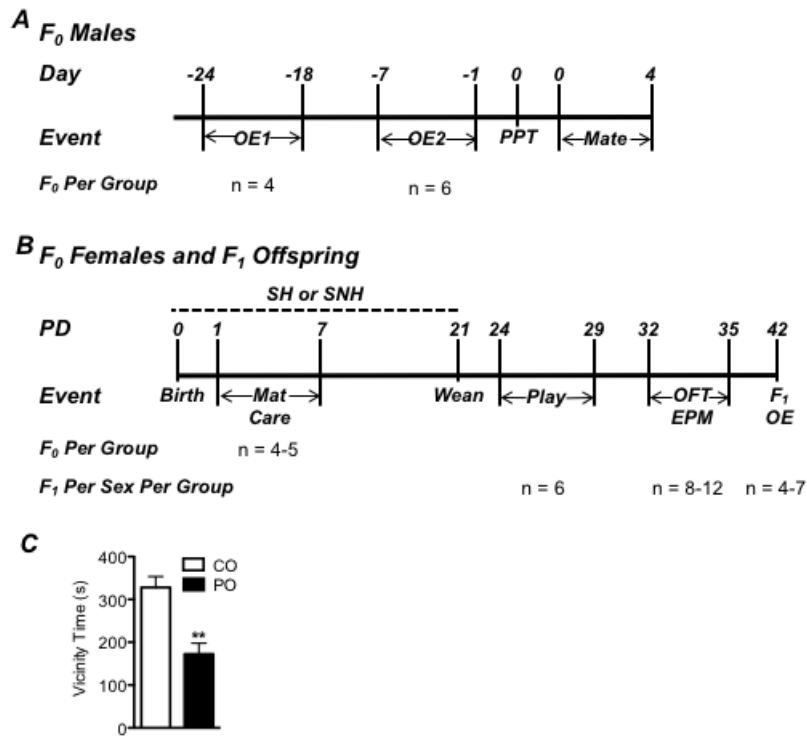 A F0 Males
Day -24 -18 -7 -1 0 0 4
Event OE1 OE2 PPT Mate
F0 Per Group n = 4 n = 6
B F0 Females and F1 Offspring
SH or SNH
PD 0 1 7 21 24 29 32 35 42
Event Birth Mat Wean Play OFT F1
Care EPM OE
F0 Per Group n = 4-5
F1 Per Sex Per Group n = 6 n = 8-12 n = 4-7
C
Vicinity Time (s)
400 CO
PO
300
200 **
100
0